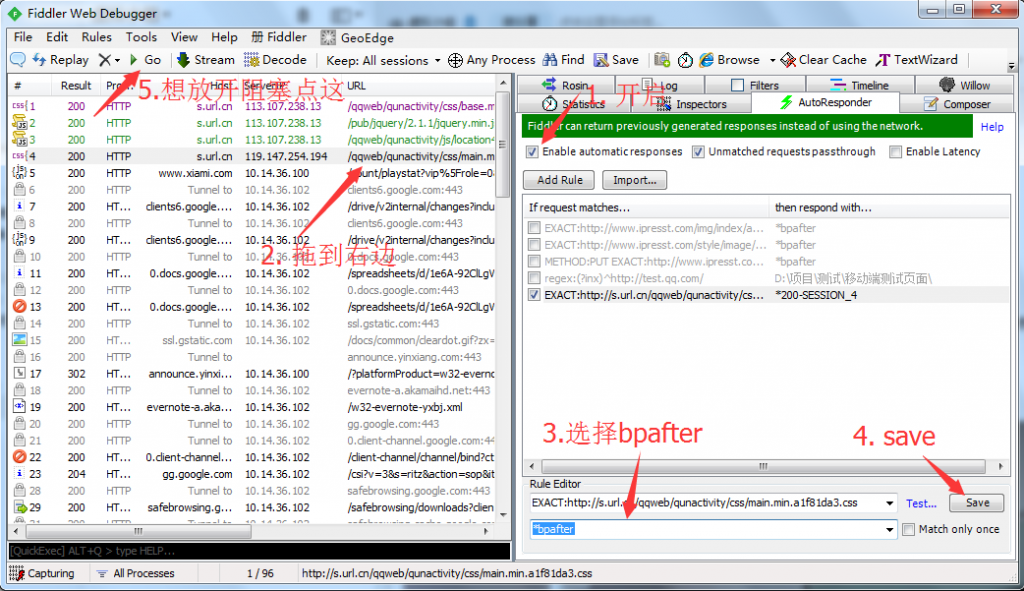 Fiddler Web Debugger
File Edit Rules Tools View Help Fiddler GeoEdge
Replay Go Stream Decode Keep: All sessions Any Process Find Save Browse Clear Cache TextWizard
5.想放开阻塞点这
# Result Host URL
1 200 HTTP s.url.cn 113.107.238.13 /qqweb/qunactivity/css/base.m
2 200 HTTP s.url.cn 113.107.238.13 /pub/jquery/2.1.1/jquery.min.j
3 200 HTTP s.url.cn 113.107.238.13 /qqweb/qunactivity/js/location-
4 200 HTTP s.url.cn 119.147.254.194 /qqweb/qunactivity/css/main.m
5 200 HTTP www.xiami.com 10.14.36.100 /count/playstat?vip%5Frole=0
6 200 HTTP Tunnel to 10.14.36.102 clients6.google.com:443
7 200 HT... clients6.google.... 10.14.36.102 /drive/v2internal/changes?inclu
8 200 HTTP Tunnel to 10.14.36.102 clients6.google.com:443
9 200 HT... clients6.google.... 10.14.36.102 /drive/v2internal/changes?inclu
2. 拖到右边
10 200 HTTP Tunnel to 10.14.36.102 0.docs.google.com:443
11 200 HT... 0.docs.google.c... 10.14.36.102 /spreadsheets/d/1e6A-92ClLgV
12 200 HTTP Tunnel to 10.14.36.102 0.docs.google.com:443
13 200 HT... 0.docs.google.c... 10.14.36.102 /spreadsheets/d/1e6A-92ClLgV
14 200 HTTP Tunnel to 10.14.36.102 ssl.gstatic.com:443
15 200 HT... ssl.gstatic.com 10.14.36.102 /docs/common/cleardot.gif?zx=
16 200 HTTP Tunnel to 10.14.36.102 announce.yinxiang.com:443
17 302 HT... announce.yinxi... 10.14.36.100 /?platformProduct=w32-everno
18 200 HTTP Tunnel to 10.14.36.102 evernote-a.akamaihd.net:443
19 200 HT... evernote-a.aka... 10.14.36.102 /w32-evernote-yxbj.xml
20 200 HTTP Tunnel to 10.14.36.102 gg.google.com:443
21 200 HTTP Tunnel to 10.14.36.102 0.client-channel.google.com:443
22 200 HT... 0.client-channel.... 10.14.36.102 /client-channel/channel/bind?ct
23 204 HT... gg.google.com 10.14.36.102 /csi?v=3&s=ritz&action=sop&it
28 200 HTTP Tunnel to 10.14.36.102 safebrowsing.google.com:443
29 200 HT... safebrowsing.g... 10.14.36.102 /safebrowsing/downloads?client
[QuickExec] ALT+Q > type HELP...
Rosin Log Filters Timeline Willow
Statistics Inspectors AutoResponder Composer
1. 开启
Fiddler can return previously generated responses instead of using the network. Help
Enable automatic responses Unmatched requests passthrough Enable Latency
Add Rule Import...
If request matches... then respond with...
EXACT:http://www.ipresst.com/img/index/a... *bpafter
EXACT:http://www.ipresst.com/style/image/... *bpafter
METHOD:PUT EXACT:http://www.ipresst.co... *bpafter
regex:(?inx)^http://test.qq.com/ D:\项目\测试\移动端测试页面\
EXACT:http://s.url.cn/qqweb/qunactivity/cs... *200-SESSION_4
3.选择bpafter
4. save
Rule Editor
EXACT:http://s.url.cn/qqweb/qunactivity/css/main.min.a1f81da3.css Test... Save
*bpafter Match only once
Capturing All Processes 1 / 96 http://s.url.cn/qqweb/qunactivity/css/main.min.a1f81da3.css